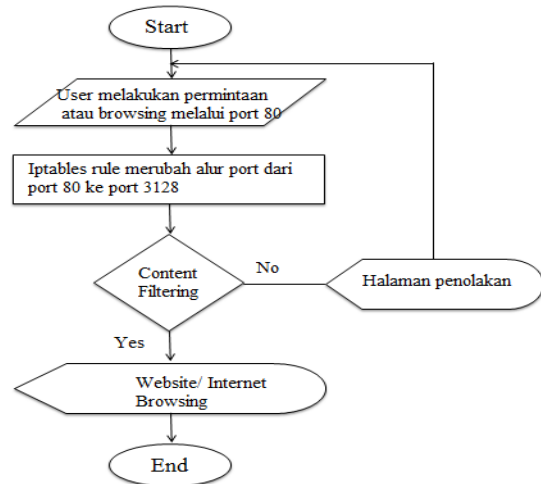 Start
User melakukan permintaan
atau browsing melalui port 80
Iptables rule merubah alur port dari
port 80 ke port 3128
Content
Filtering
No
Halaman penolakan
Yes
Website/ Internet
Browsing
End